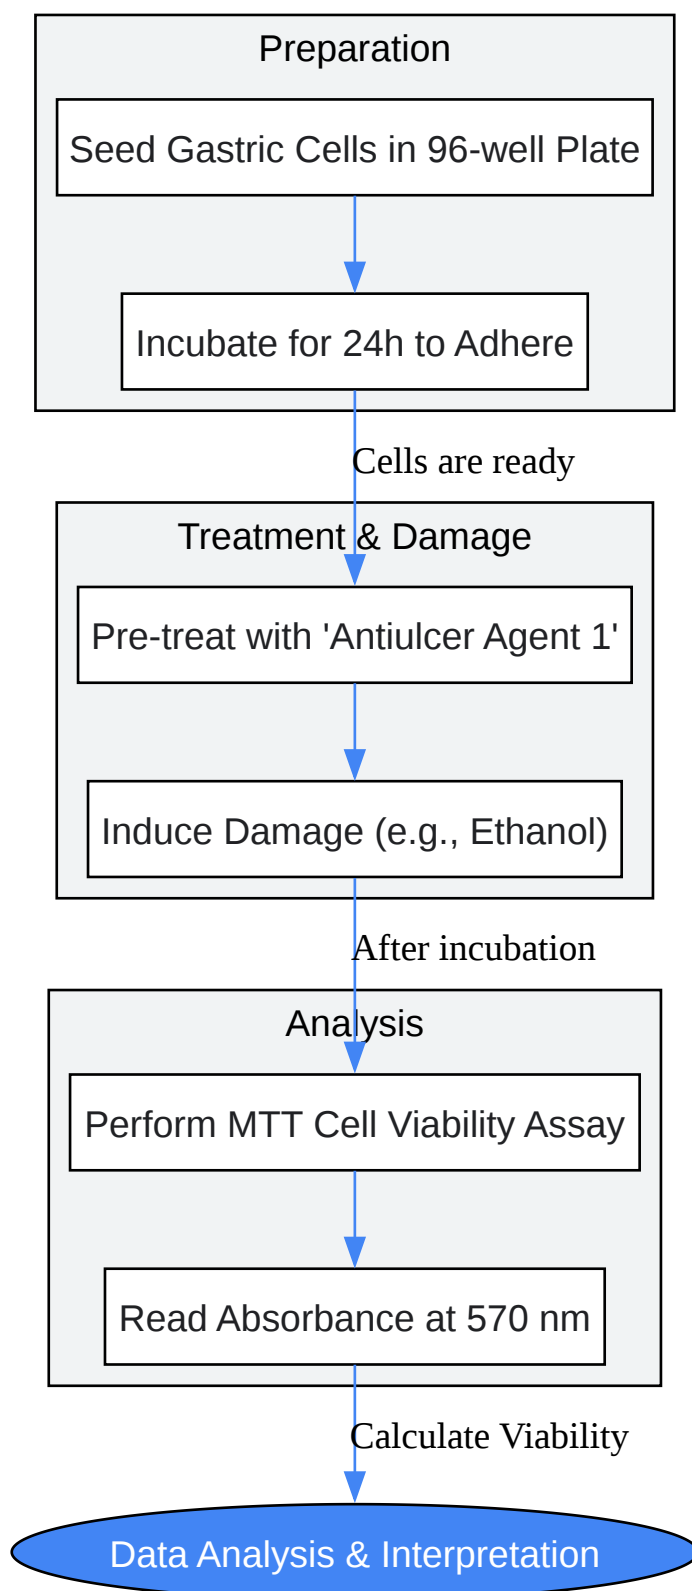 Preparation
Seed Gastric Cells in 96-well Plate
Incubate for 24h to Adhere
Cells are ready
Treatment & Damage
Pre-treat with 'Antiulcer Agent 1'
Induce Damage (e.g., Ethanol)
After incubation
Analysis
Perform MTT Cell Viability Assay
Read Absorbance at 570 nm
Calculate Viability
Data Analysis & Interpretation